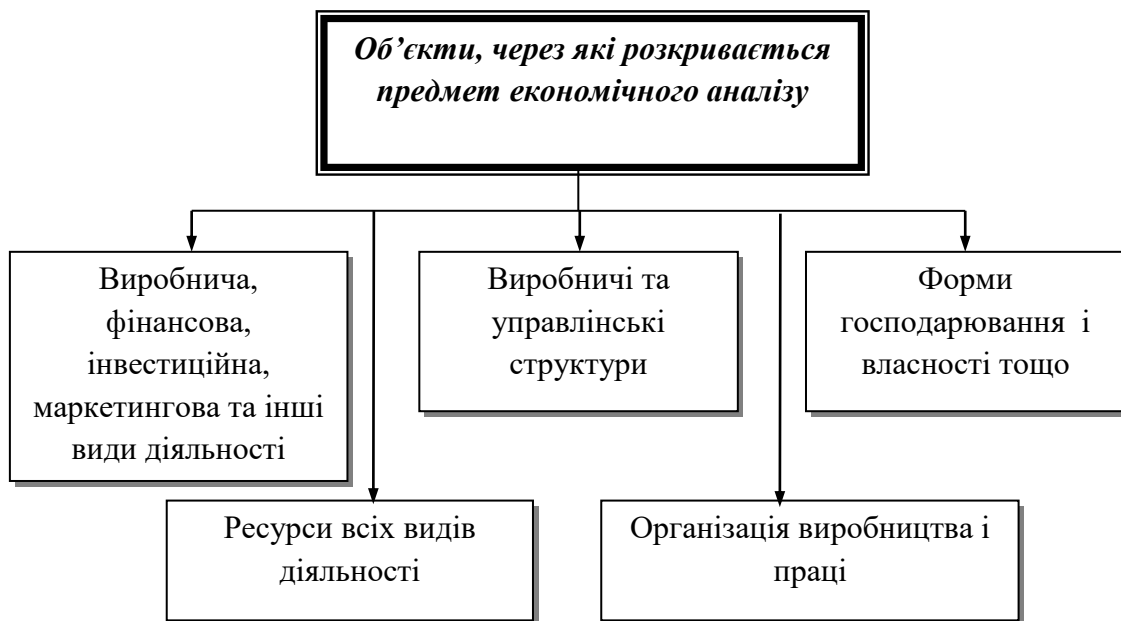 Об’єкти, через які розкривається
предмет економічного аналізу
Виробнича,
фінансова,
інвестиційна,
маркетингова та інші
види діяльності
Виробничі та
управлінські
структури
Форми
господарювання і
власності тощо
Ресурси всіх видів
діяльності
Організація виробництва і
праці